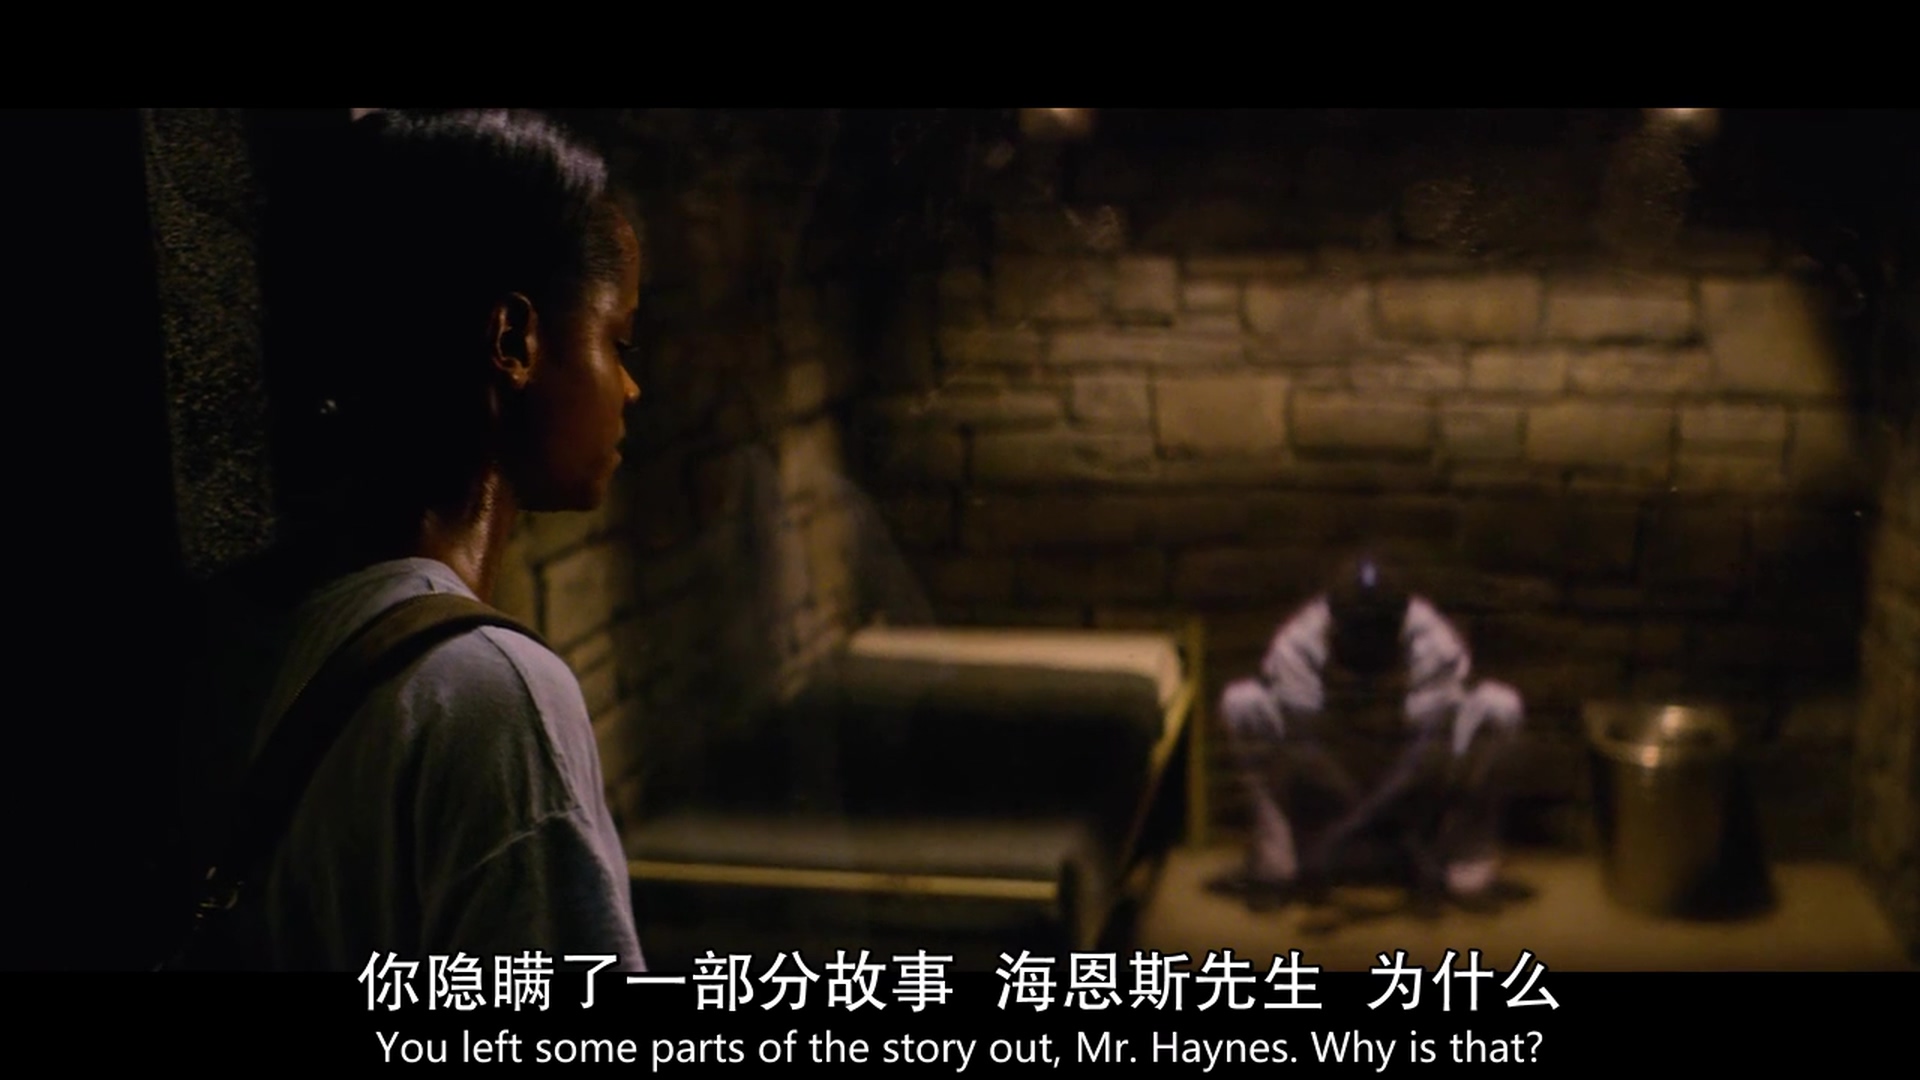 你隐瞒了一部分故事 海恩斯先生 为什么
You left some parts of the story out, Mr. Haynes. Why is that?